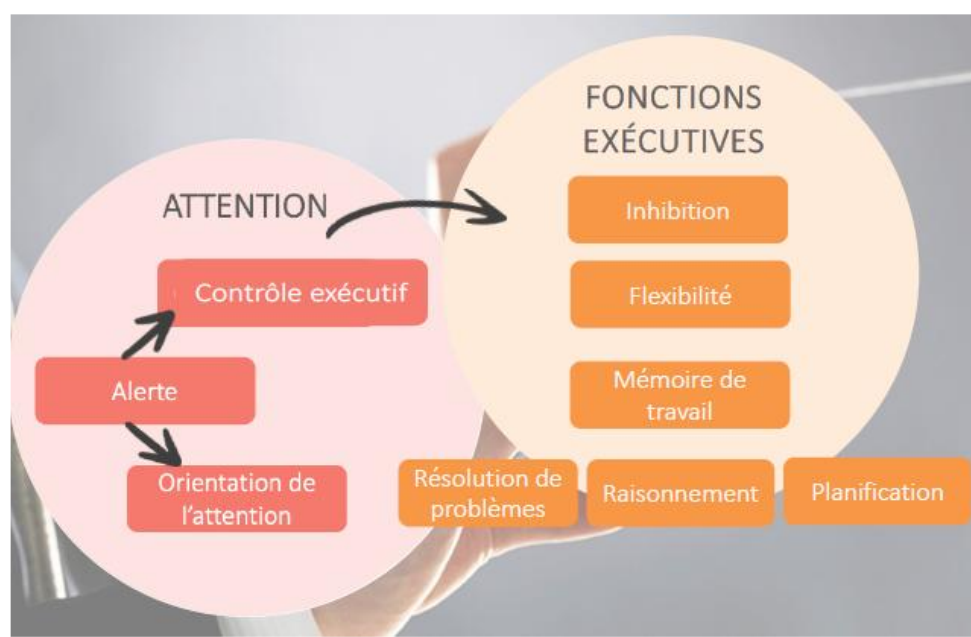 FONCTIONS
EXÉCUTIVES
ATTENTION
Inhibition
Contrôle exécutif
Flexibilité
Alerte
Mémoire de
travail
Orientation de
l'attention
Résolution de
problèmes
Raisonnement
Planification